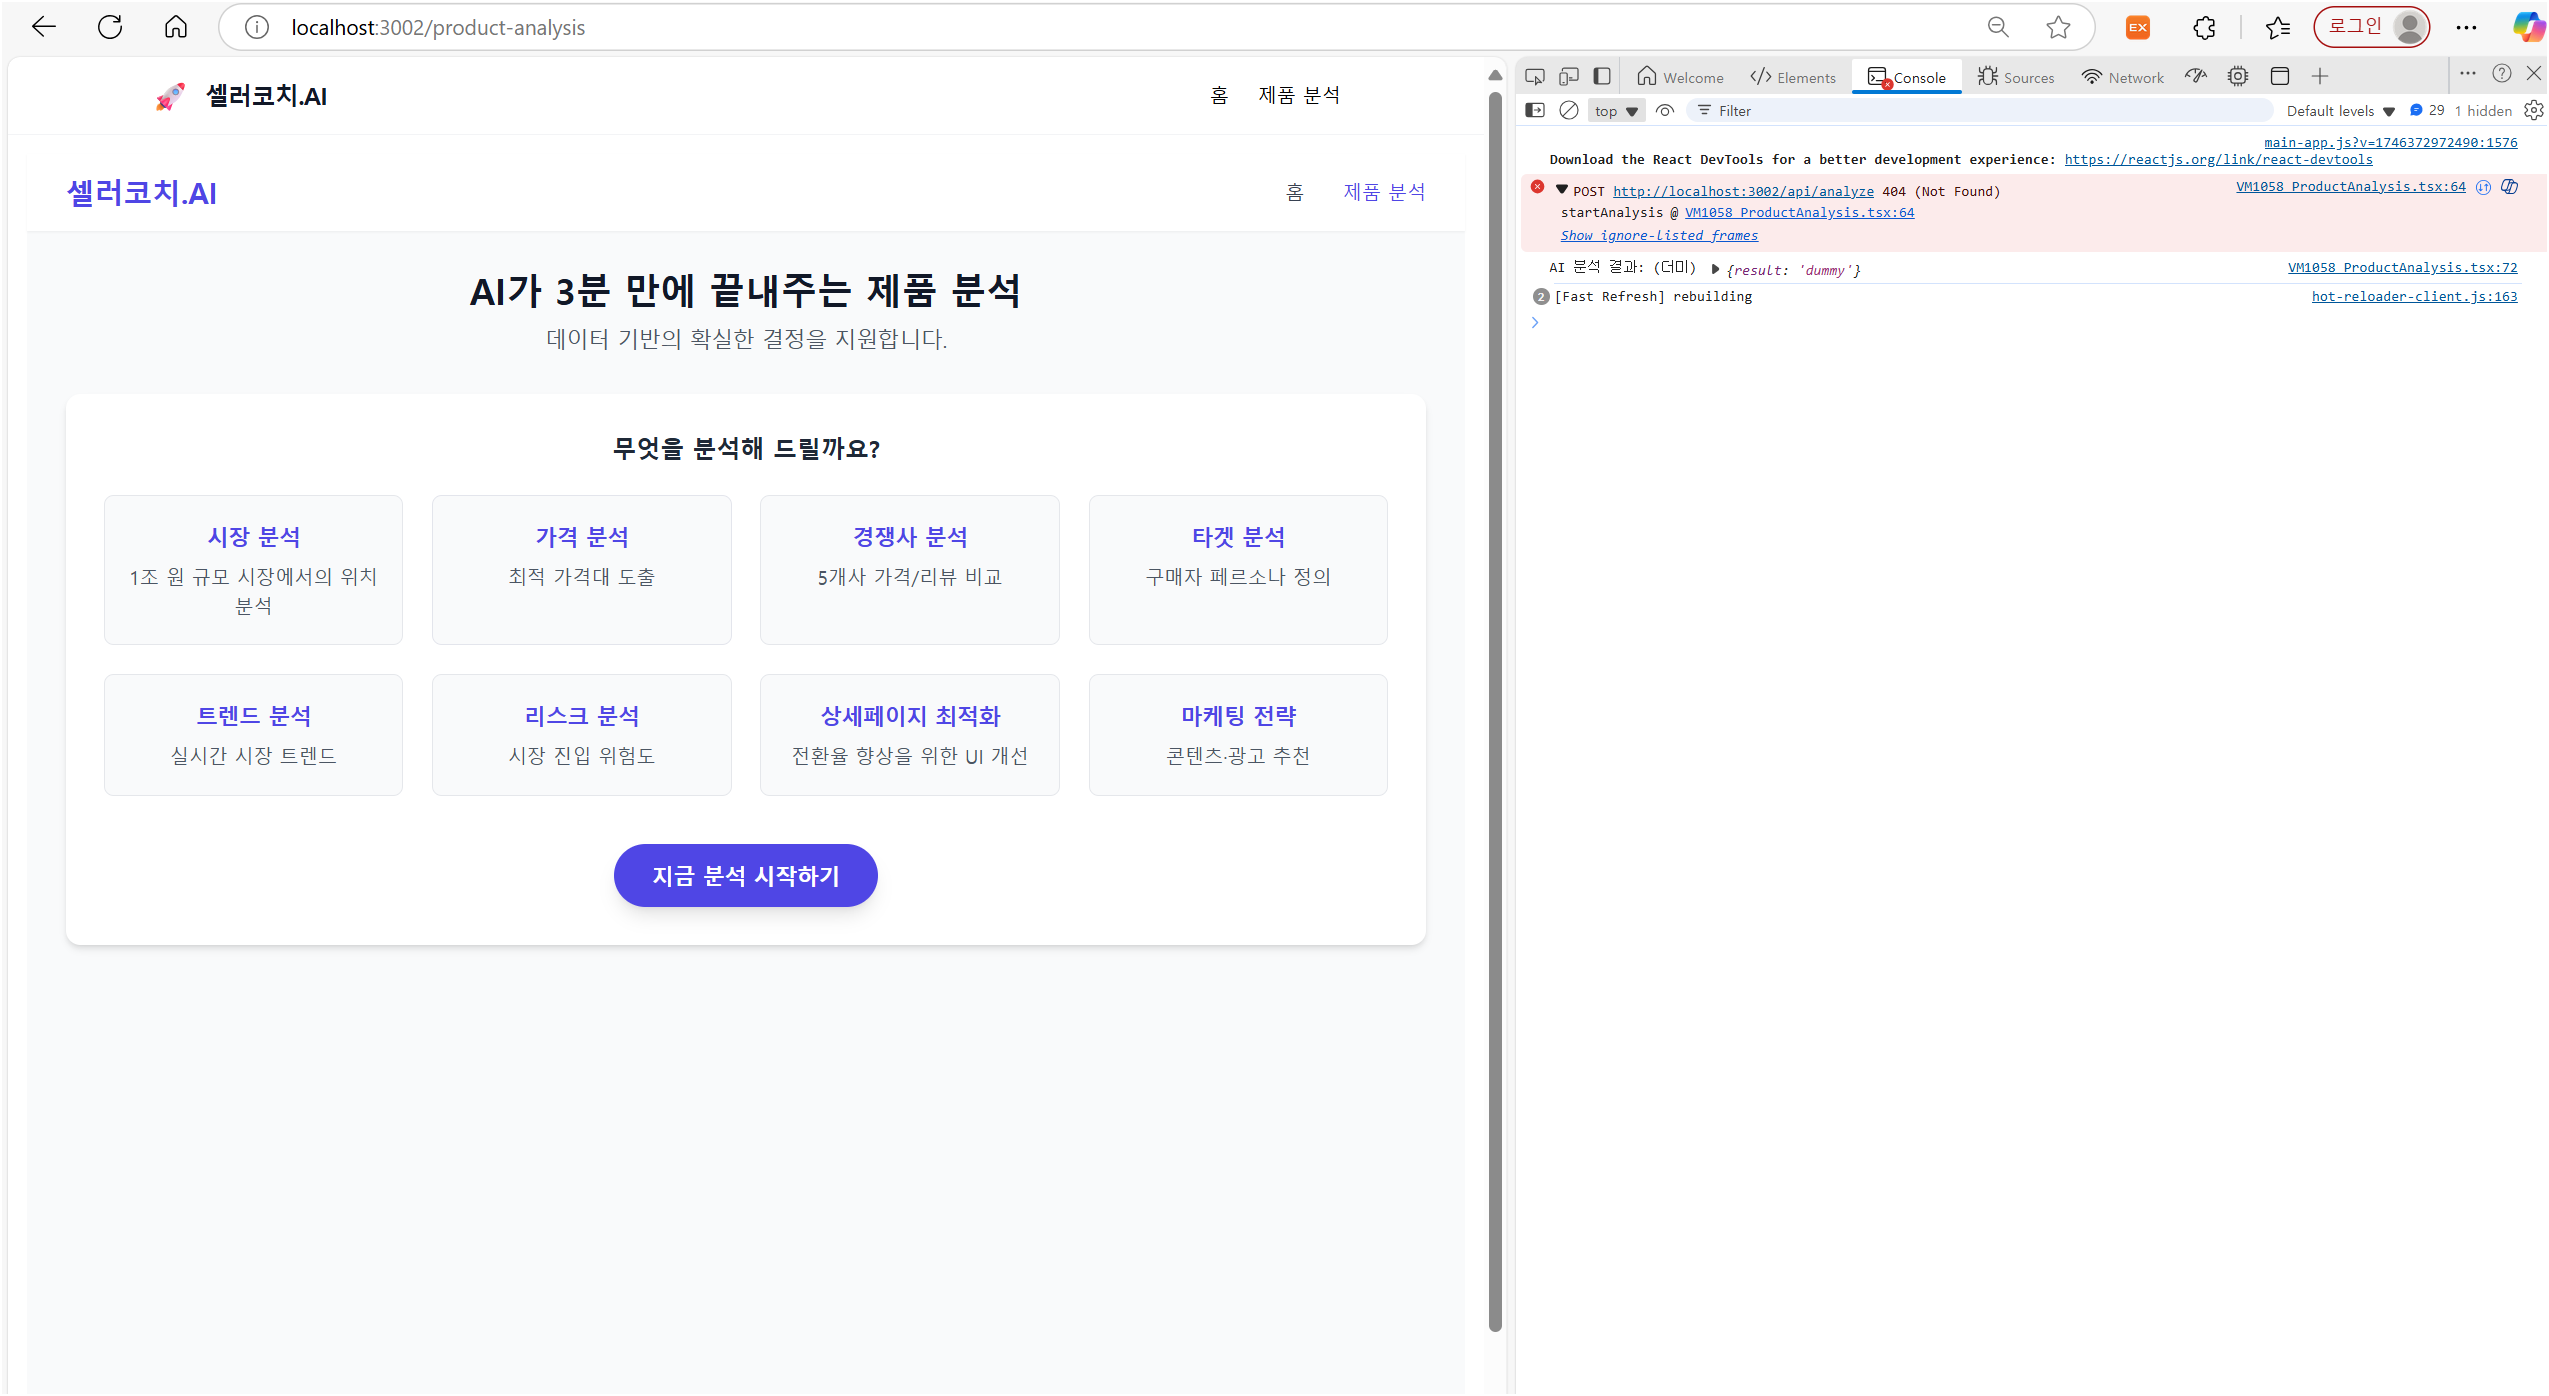 localhost:3002/product-analysis
EX
로그인
🚀 셀러코치.AI
홈 제품 분석
셀러코치.AI
홈 제품 분석
AI가 3분 만에 끝내주는 제품 분석
데이터 기반의 확실한 결정을 지원합니다.
무엇을 분석해 드릴까요?
시장 분석
1조 원 규모 시장에서의 위치
분석
가격 분석
최적 가격대 도출
경쟁사 분석
5개사 가격/리뷰 비교
타겟 분석
구매자 페르소나 정의
트렌드 분석
실시간 시장 트렌드
리스크 분석
시장 진입 위험도
상세페이지 최적화
전환율 향상을 위한 UI 개선
마케팅 전략
콘텐츠·광고 추천
지금 분석 시작하기
Welcome Elements Console Sources Network
top Filter Default levels 29 1 hidden
main-app.js?v=1746372972490:1576
Download the React DevTools for a better development experience: https://reactjs.org/link/react-devtools
POST http://localhost:3002/api/analyze 404 (Not Found) VM1058 ProductAnalysis.tsx:64
startAnalysis @ VM1058 ProductAnalysis.tsx:64
Show ignore-listed frames
AI 분석 결과: (더미) {result: 'dummy'} VM1058 ProductAnalysis.tsx:72
2 [Fast Refresh] rebuilding hot-reloader-client.js:163